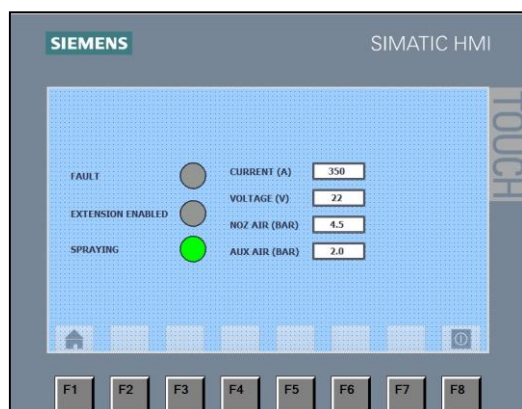 SIEMENS
SIMATIC HMI
TOUCH
FAULT
EXTENSION ENABLED
SPRAYING
CURRENT (A) 350
VOLTAGE (V) 22
NOZ AIR (BAR) 4.5
AUX AIR (BAR) 2.0
F1 F2 F3 F4 F5 F6 F7 F8